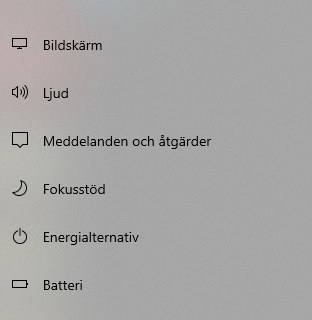 Bildskärm
Ljud
Meddelanden och åtgärder
Fokusstöd
Energialternativ
Batteri